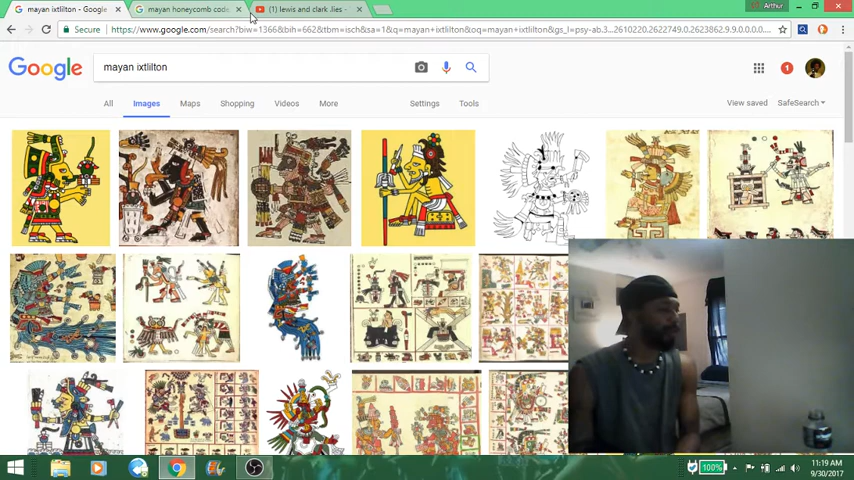 mayan ixtlilton - Google
mayan honeycomb code
(1) lewis and clark .lies -
Arthur
Secure
https://www.google.com/search?biw=1366&bih=662&tbm=isch&sa=1&q=mayan+ixtlilton&oq=mayan+ixtlilton&gs_l=psy-ab.3...2610220.2622749.0.2623862.9.9.0.0.0.0...
Google
mayan ixtlilton
1
All
Images
Maps
Shopping
Videos
More
Settings
Tools
View saved
SafeSearch
100%
11:19 AM
9/30/2017